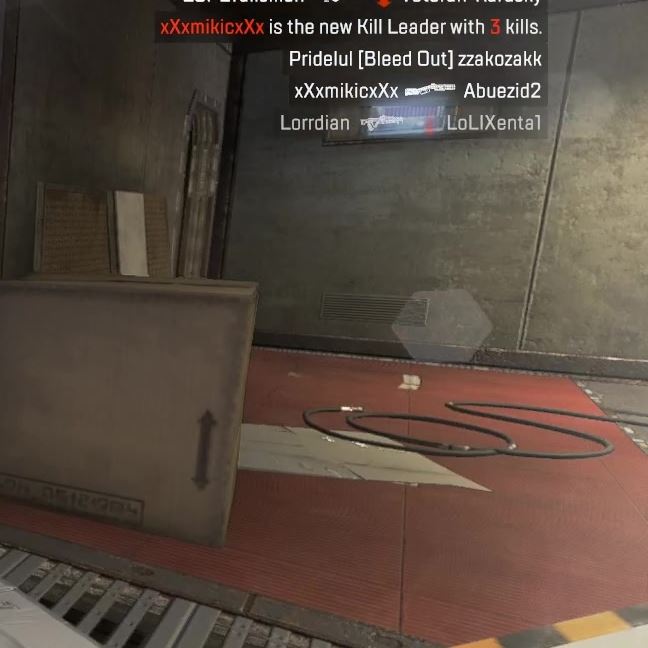 xXxmikicxXx is the new Kill Leader with 3 kills.
Pridelul [Bleed Out] zzakozakk
xXxmikicxXx Abuezid2
Lorrdian LoLIXenta1